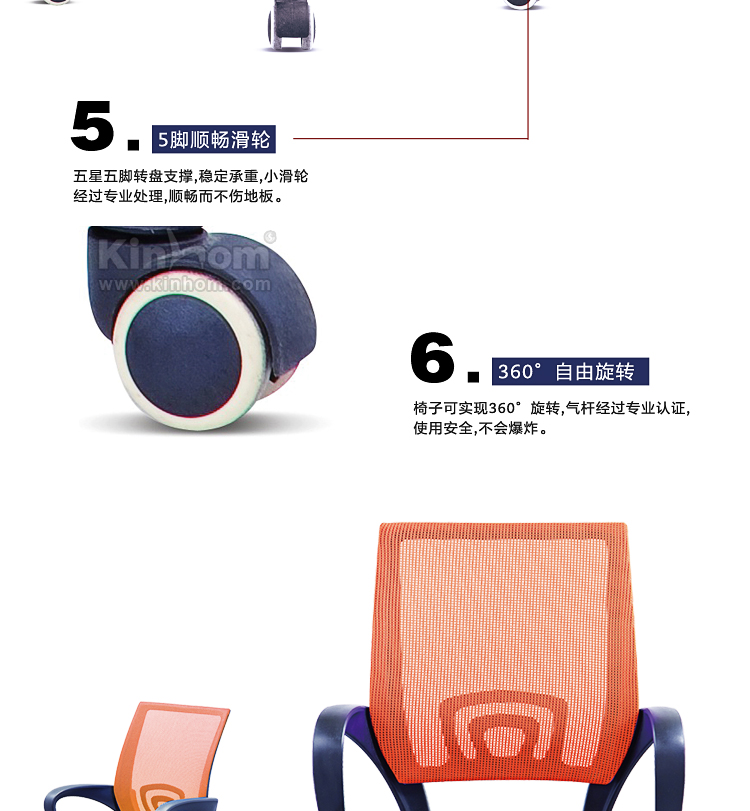 5.
5脚顺畅滑轮
五星五脚转盘支撑,稳定承重,小滑轮
经过专业处理,顺畅而不伤地板。
Kinhom
www.kinhom.com
6.
360°自由旋转
椅子可实现360°旋转,气杆经过专业认证,
使用安全,不会爆炸。